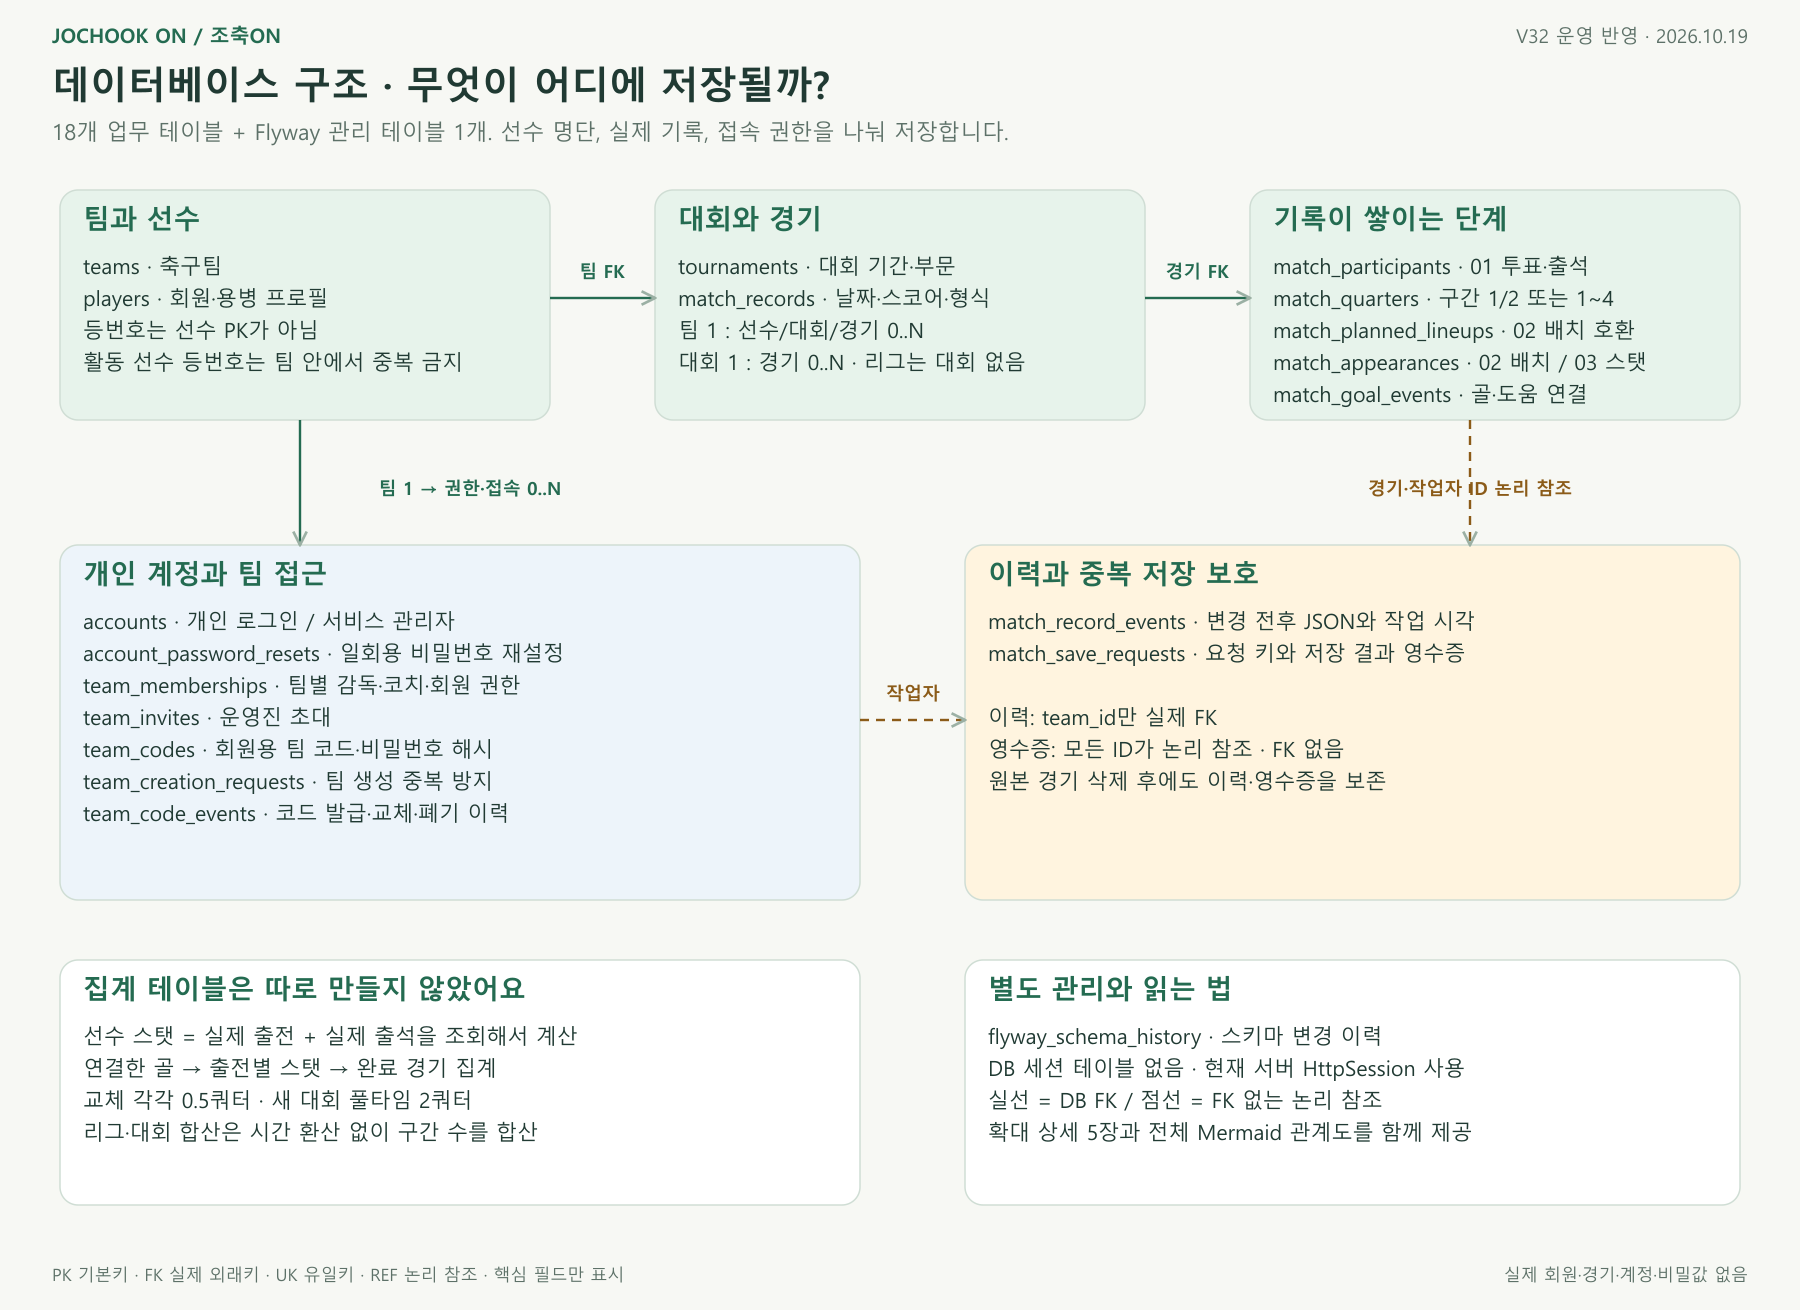 JOCHOOK ON / 조축ON
V32 운영 반영 · 2026.10.19
데이터베이스 구조 · 무엇이 어디에 저장될까?
18개 업무 테이블 + Flyway 관리 테이블 1개. 선수 명단, 실제 기록, 접속 권한을 나눠 저장합니다.
팀과 선수
teams · 축구팀
players · 회원·용병 프로필
등번호는 선수 PK가 아님
활동 선수 등번호는 팀 안에서 중복 금지
팀 FK
대회와 경기
tournaments · 대회 기간·부문
match_records · 날짜·스코어·형식
팀 1 : 선수/대회/경기 0..N
대회 1 : 경기 0..N · 리그는 대회 없음
경기 FK
기록이 쌓이는 단계
match_participants · 01 투표·출석
match_quarters · 구간 1/2 또는 1~4
match_planned_lineups · 02 배치 호환
match_appearances · 02 배치 / 03 스탯
match_goal_events · 골·도움 연결
팀 1 → 권한·접속 0..N
경기·작업자 ID 논리 참조
개인 계정과 팀 접근
accounts · 개인 로그인 / 서비스 관리자
account_password_resets · 일회용 비밀번호 재설정
team_memberships · 팀별 감독·코치·회원 권한
team_invites · 운영진 초대
team_codes · 회원용 팀 코드·비밀번호 해시
team_creation_requests · 팀 생성 중복 방지
team_code_events · 코드 발급·교체·폐기 이력
작업자
이력과 중복 저장 보호
match_record_events · 변경 전후 JSON와 작업 시각
match_save_requests · 요청 키와 저장 결과 영수증
이력: team_id만 실제 FK
영수증: 모든 ID가 논리 참조 · FK 없음
원본 경기 삭제 후에도 이력·영수증을 보존
집계 테이블은 따로 만들지 않았어요
선수 스탯 = 실제 출전 + 실제 출석을 조회해서 계산
연결한 골 → 출전별 스탯 → 완료 경기 집계
교체 각각 0.5쿼터 · 새 대회 풀타임 2쿼터
리그·대회 합산은 시간 환산 없이 구간 수를 합산
별도 관리와 읽는 법
flyway_schema_history · 스키마 변경 이력
DB 세션 테이블 없음 · 현재 서버 HttpSession 사용
실선 = DB FK / 점선 = FK 없는 논리 참조
확대 상세 5장과 전체 Mermaid 관계도를 함께 제공
PK 기본키 · FK 실제 외래키 · UK 유일키 · REF 논리 참조 · 핵심 필드만 표시
실제 회원·경기·계정·비밀값 없음